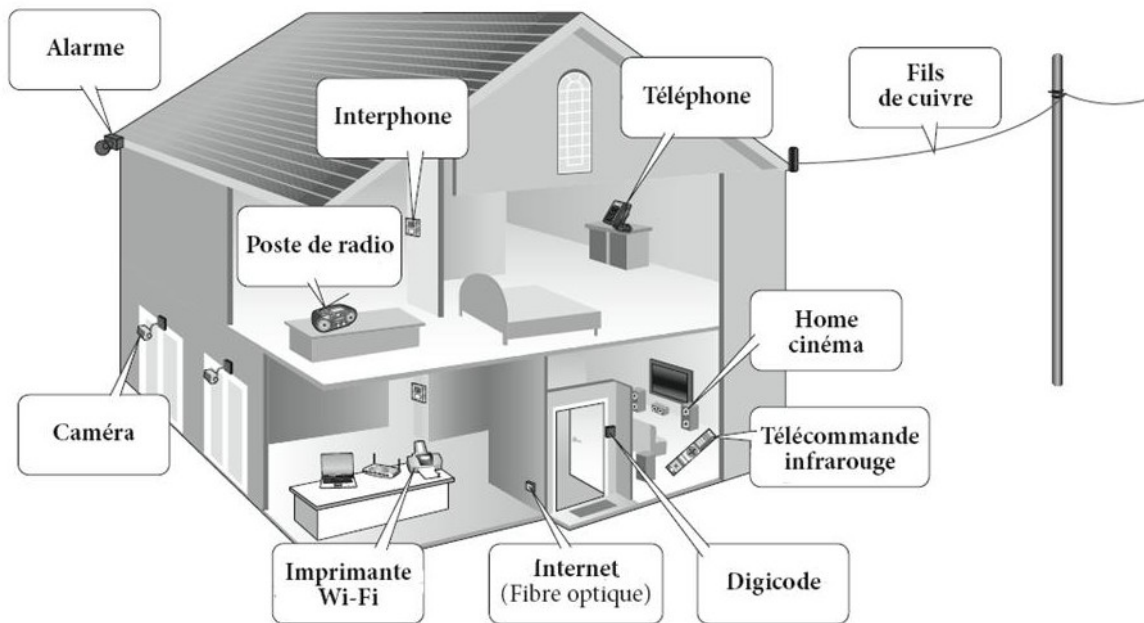 Alarme
Interphone
Téléphone
Fils
de cuivre
Poste de radio
Home
cinéma
Caméra
Télécommande
infrarouge
Imprimante
Wi-Fi
Internet
(Fibre optique)
Digicode